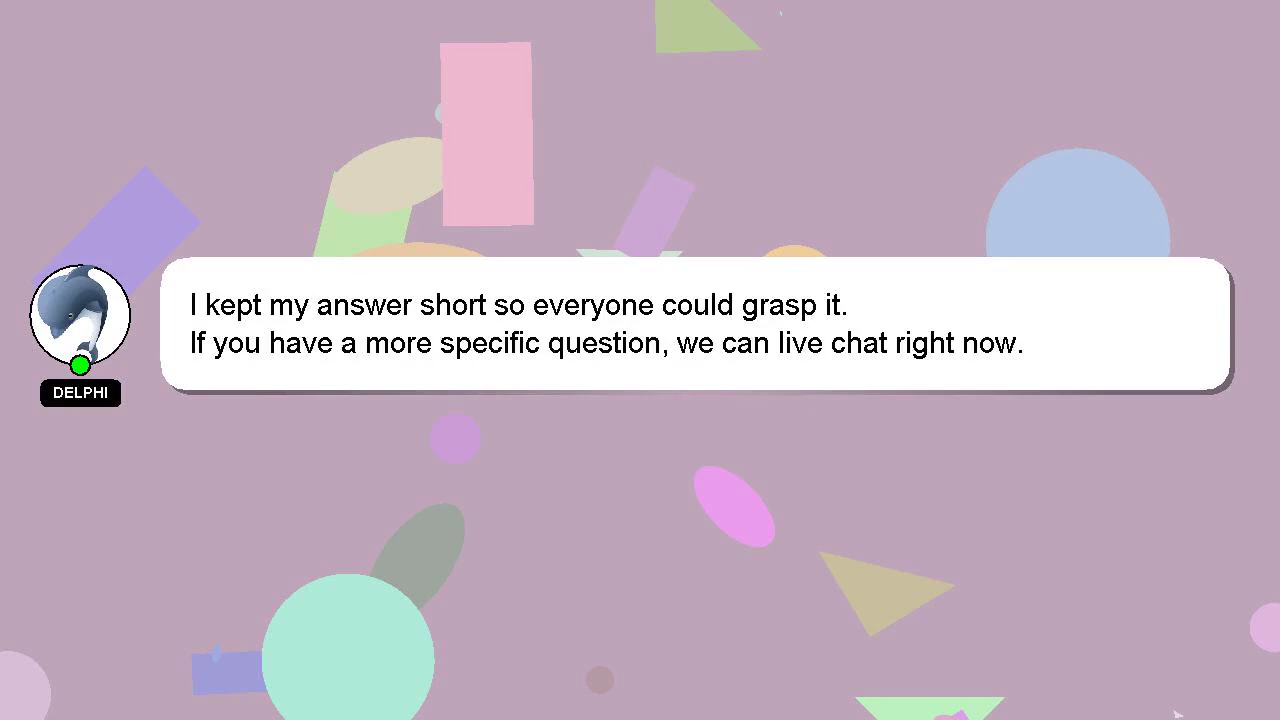 I kept my answer short so everyone could grasp it.
If you have a more specific question, we can live chat right now.
DELPHI